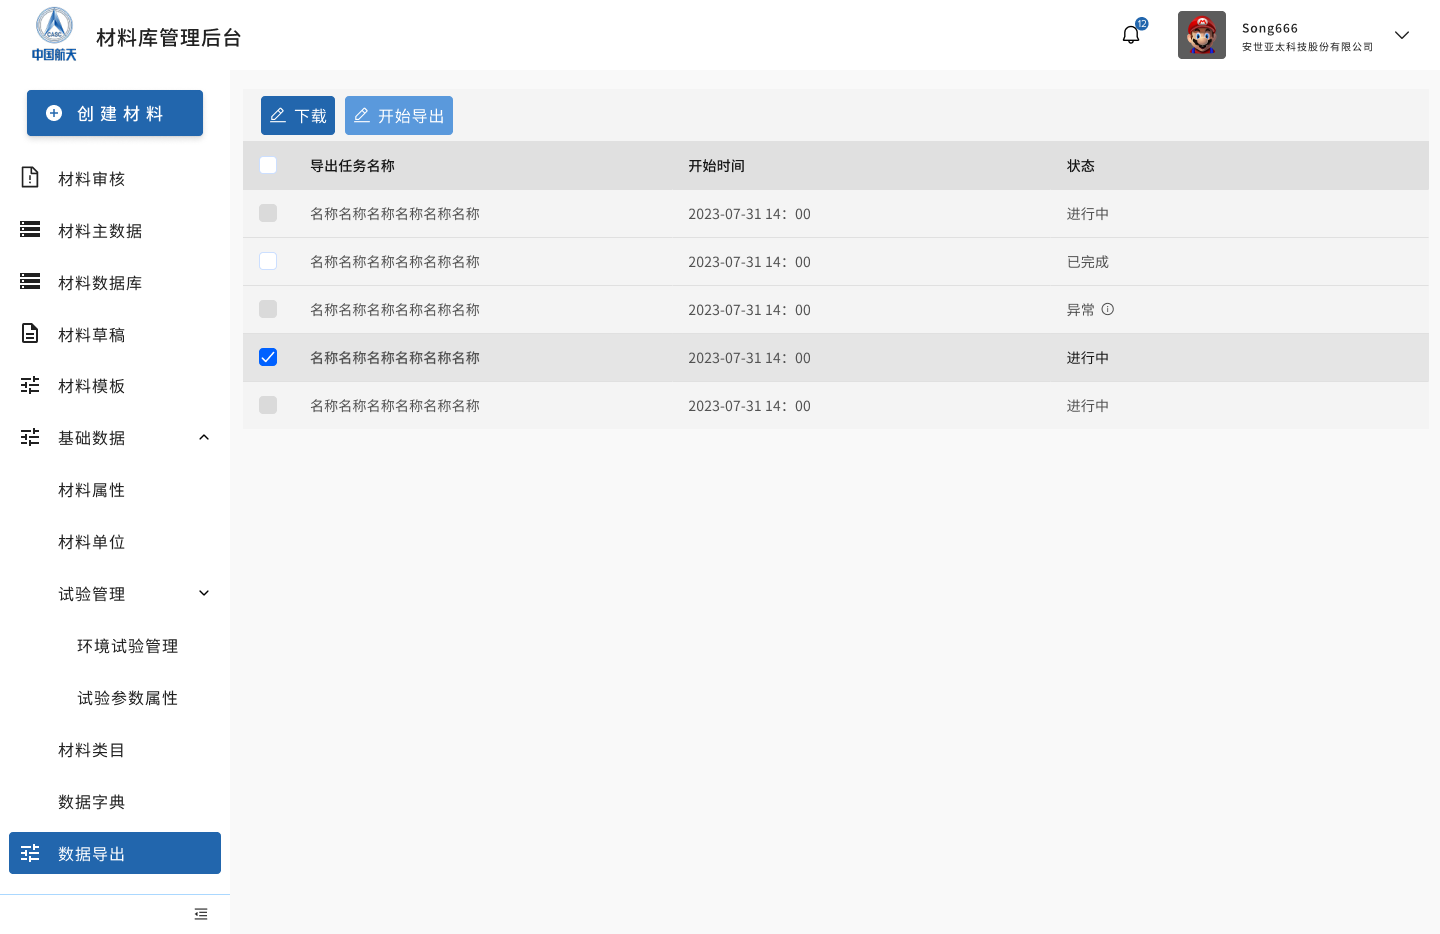 CASC
中国航天
材料库管理后台
12
Song666
安世亚太科技股份有限公司
创建材料
材料审核
材料主数据
材料数据库
材料草稿
材料模板
基础数据
材料属性
材料单位
试验管理
环境试验管理
试验参数属性
材料类目
数据字典
数据导出
下载
开始导出
导出任务名称 开始时间 状态
名称名称名称名称名称名称 2023-07-31 14：00 进行中
名称名称名称名称名称名称 2023-07-31 14：00 已完成
名称名称名称名称名称名称 2023-07-31 14：00 异常
名称名称名称名称名称名称 2023-07-31 14：00 进行中
名称名称名称名称名称名称 2023-07-31 14：00 进行中